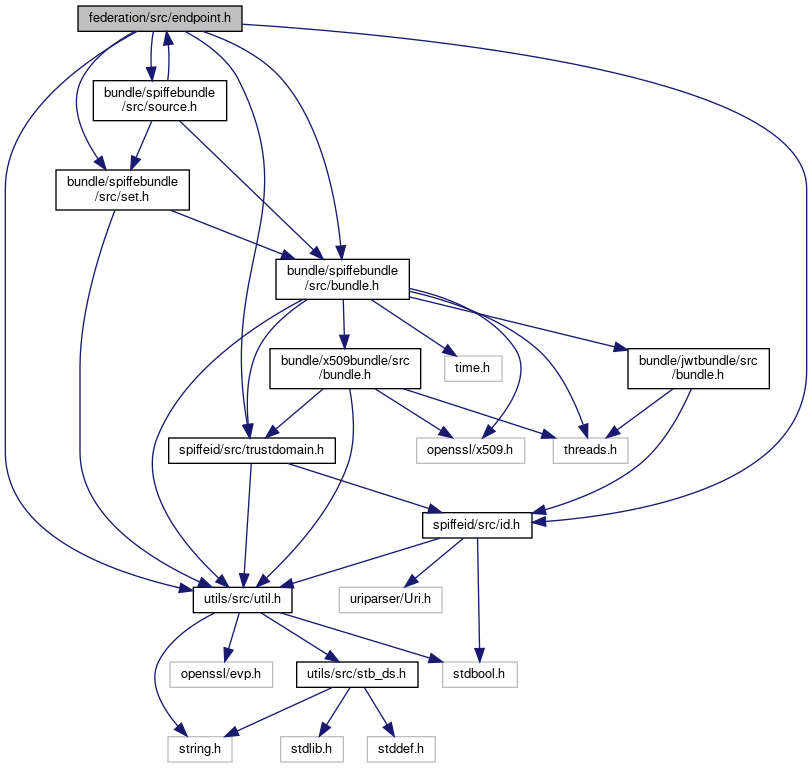 federation/src/endpoint.h
bundle/spiffebundle
/src/source.h
bundle/spiffebundle
/src/set.h
bundle/spiffebundle
/src/bundle.h
bundle/x509bundle/src
/bundle.h
time.h
bundle/jwtbundle/src
/bundle.h
spiffeid/src/trustdomain.h
openssl/x509.h
threads.h
spiffeid/src/id.h
utils/src/util.h
uriparser/Uri.h
openssl/evp.h
utils/src/stb_ds.h
stdbool.h
string.h
stdlib.h
stddef.h